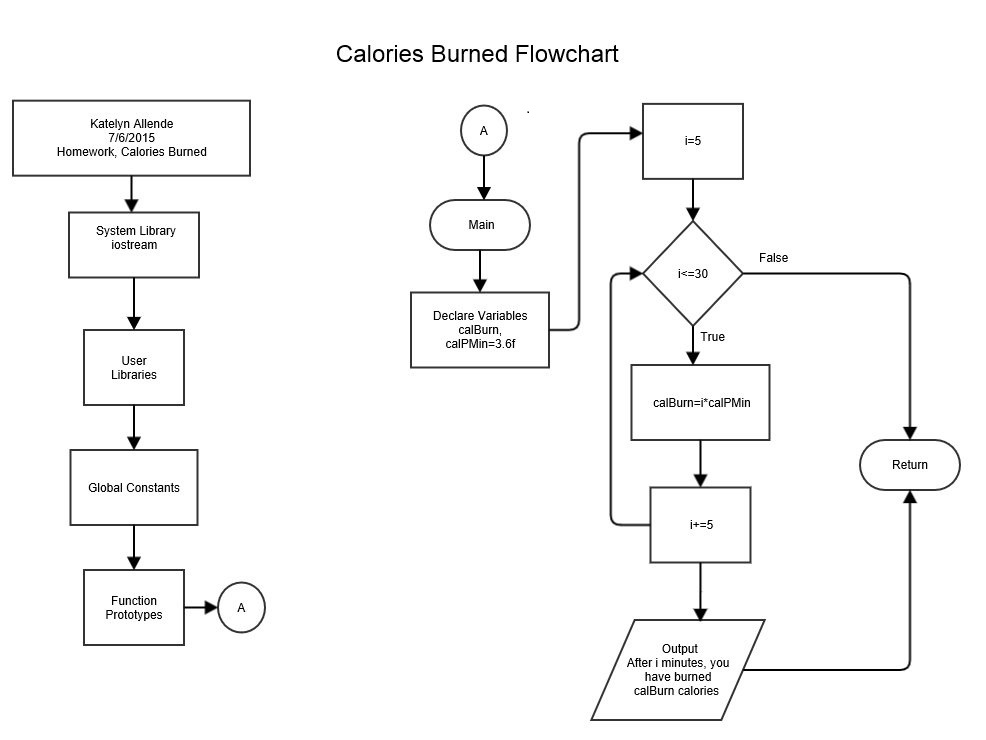 Calories Burned Flowchart
Katelyn Allende
7/6/2015
Homework, Calories Burned
System Library
iostream
User
Libraries
Global Constants
Function
Prototypes
A
A
Main
Declare Variables
calBurn,
calPMin=3.6f
i=5
i<=30
False
True
calBurn=i*calPMin
i+=5
Output
After i minutes, you
have burned
calBurn calories
Return